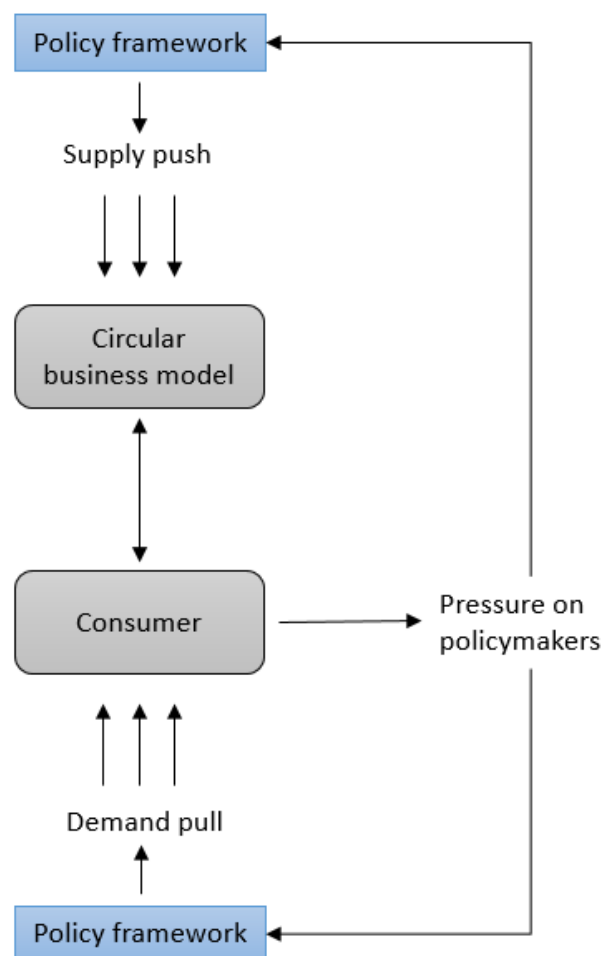 Policy framework
Supply push
Circular
business model
Consumer
Pressure on
policymakers
Demand pull
Policy framework